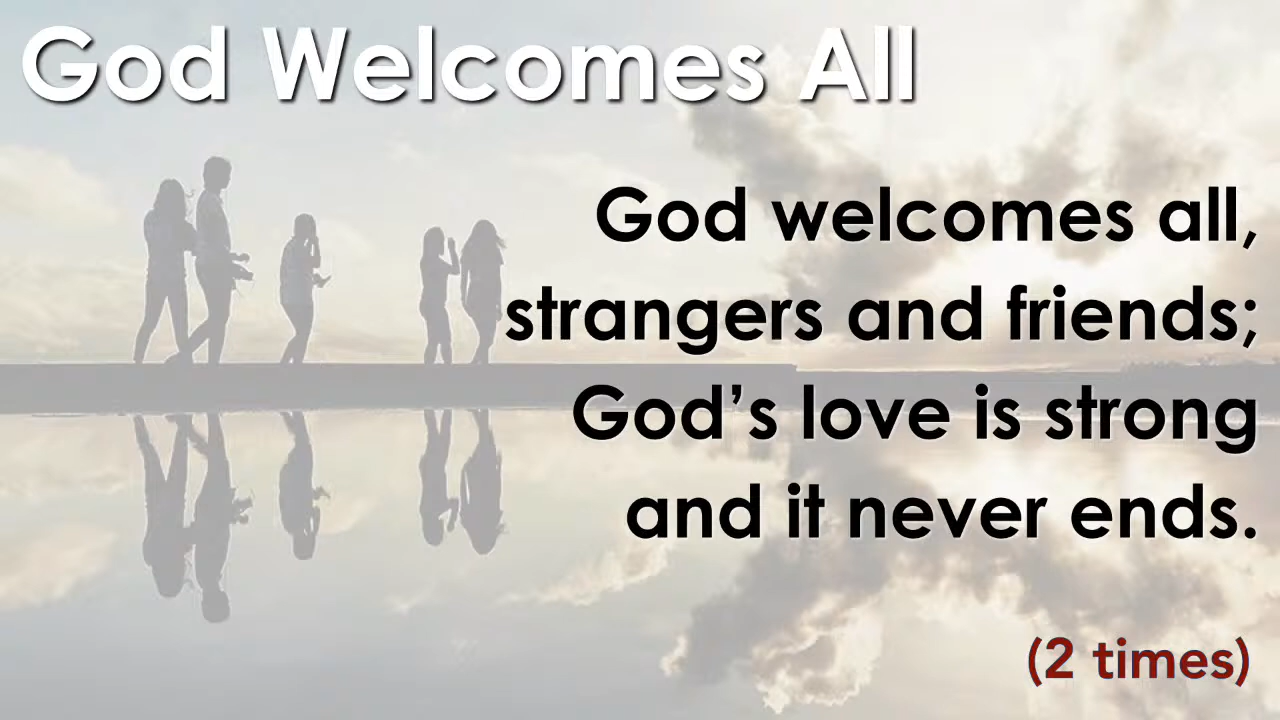 God Welcomes All
God welcomes all,
strangers and friends;
God’s love is strong
and it never ends.
(2 times)